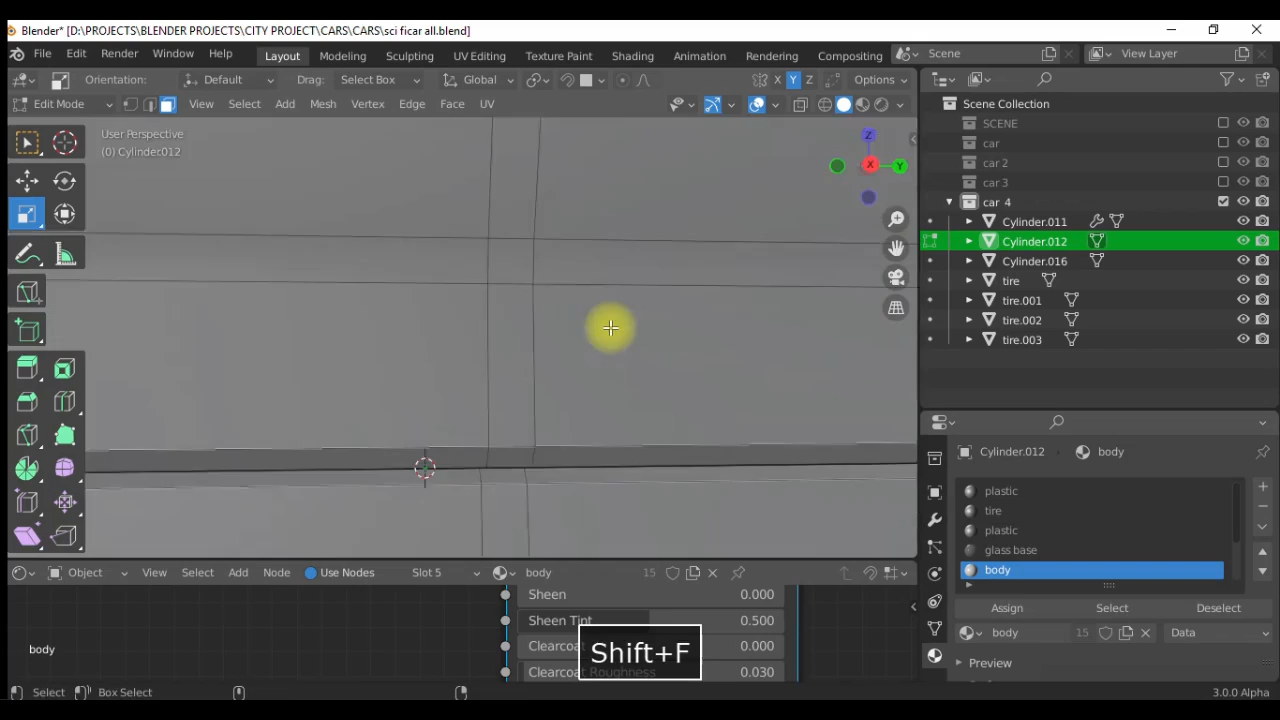 Blender* [D:\PROJECTS\BLENDER PROJECTS\CITY PROJECT\CARS\CARS\sci ficar all.blend]
File Edit Render Window Help Layout Modeling Sculpting UV Editing Texture Paint Shading Animation Rendering Compositing Scene View Layer
Orientation: Default Drag: Select Box Global X Y Z Options
Edit Mode View Select Add Mesh Vertex Edge Face UV
User Perspective
(0) Cylinder.012
Z
X
Y
Scene Collection
SCENE
car
car 2
car 3
car 4
Cylinder.011
Cylinder.012
Cylinder.016
tire
tire.001
tire.002
tire.003
Cylinder.012 body
plastic
tire
plastic
glass base
body
Assign Select Deselect
body 15 Data
Preview
Object View Select Add Node Use Nodes Slot 5 body 15
Sheen 0.000
Sheen Tint 0.500
Clearcoat 0.000
Clearcoat Roughness 0.030
body
Shift+F
Select Box Select 3.0.0 Alpha